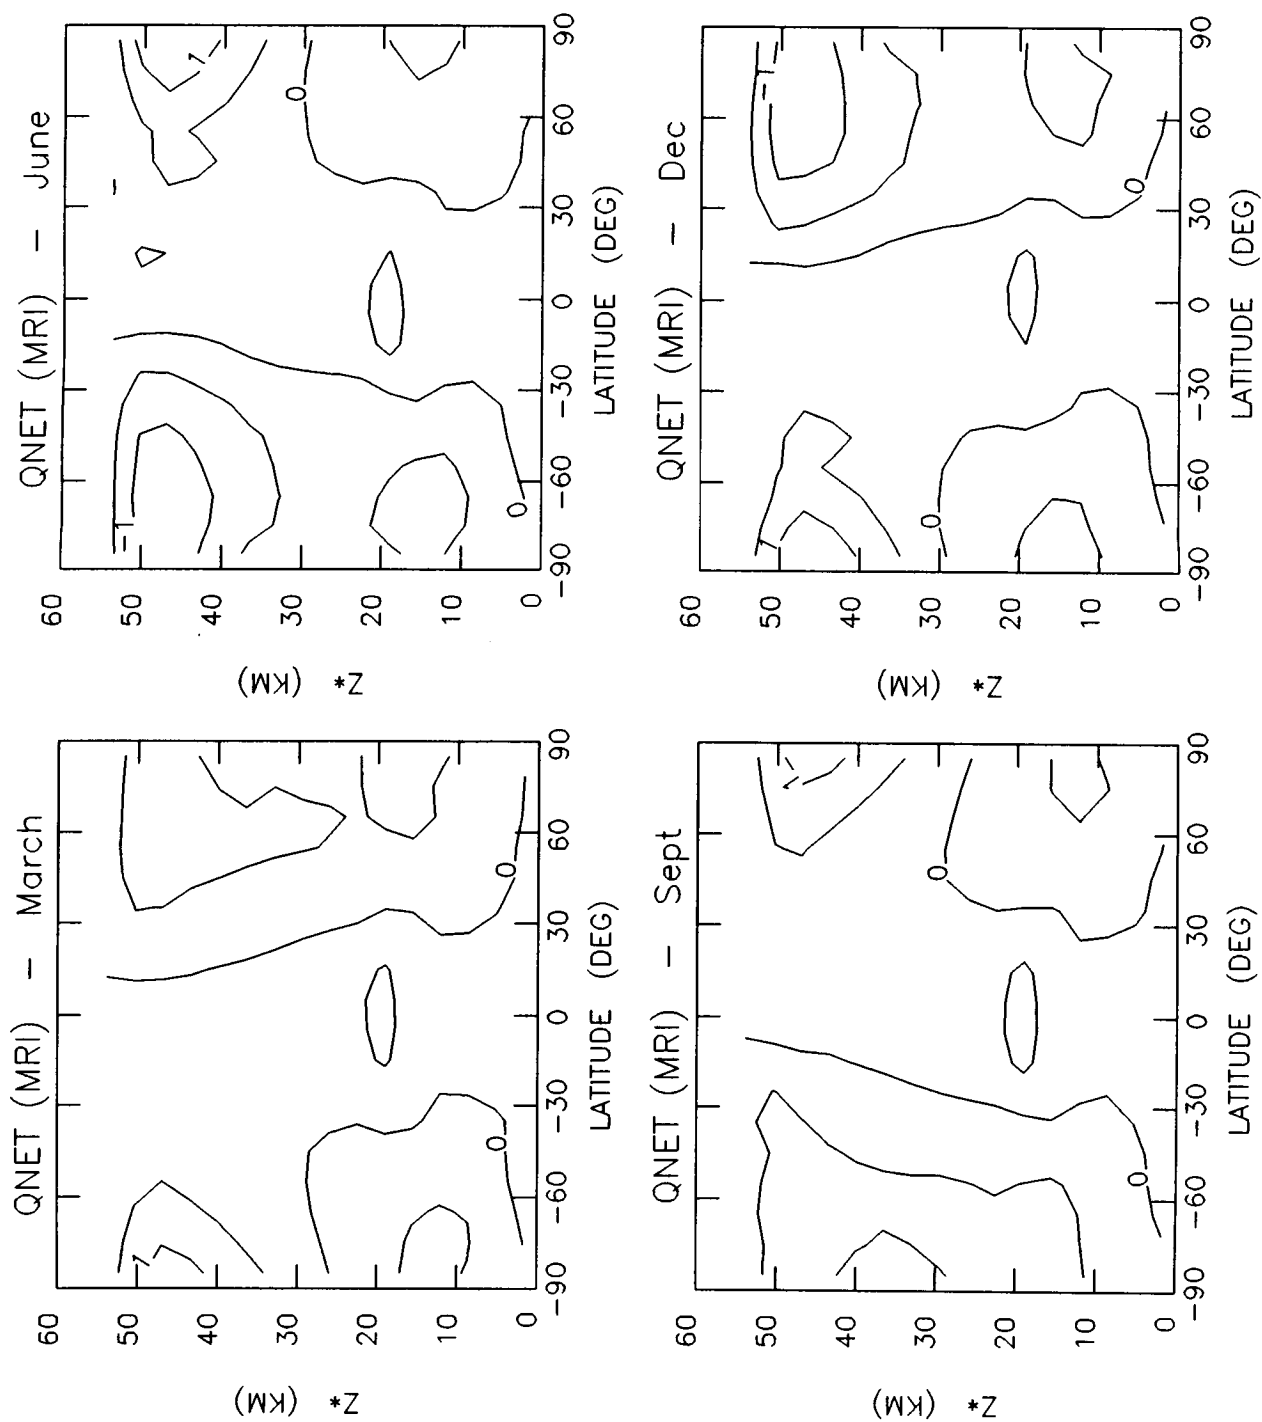 QNET (MRI) – March
60
50
40
30
20
10
0
Z*
(KM)
1
0
0
−90 −60 −30 0 30 60 90
LATITUDE (DEG)
QNET (MRI) – June
60
50
40
30
20
10
0
Z*
(KM)
−1
1
0
0
−90 −60 −30 0 30 60 90
LATITUDE (DEG)
QNET (MRI) – Sept
60
50
40
30
20
10
0
Z*
(KM)
−1
0
0
−90 −60 −30 0 30 60 90
LATITUDE (DEG)
QNET (MRI) – Dec
60
50
40
30
20
10
0
Z*
(KM)
1
−1
0
0
−90 −60 −30 0 30 60 90
LATITUDE (DEG)